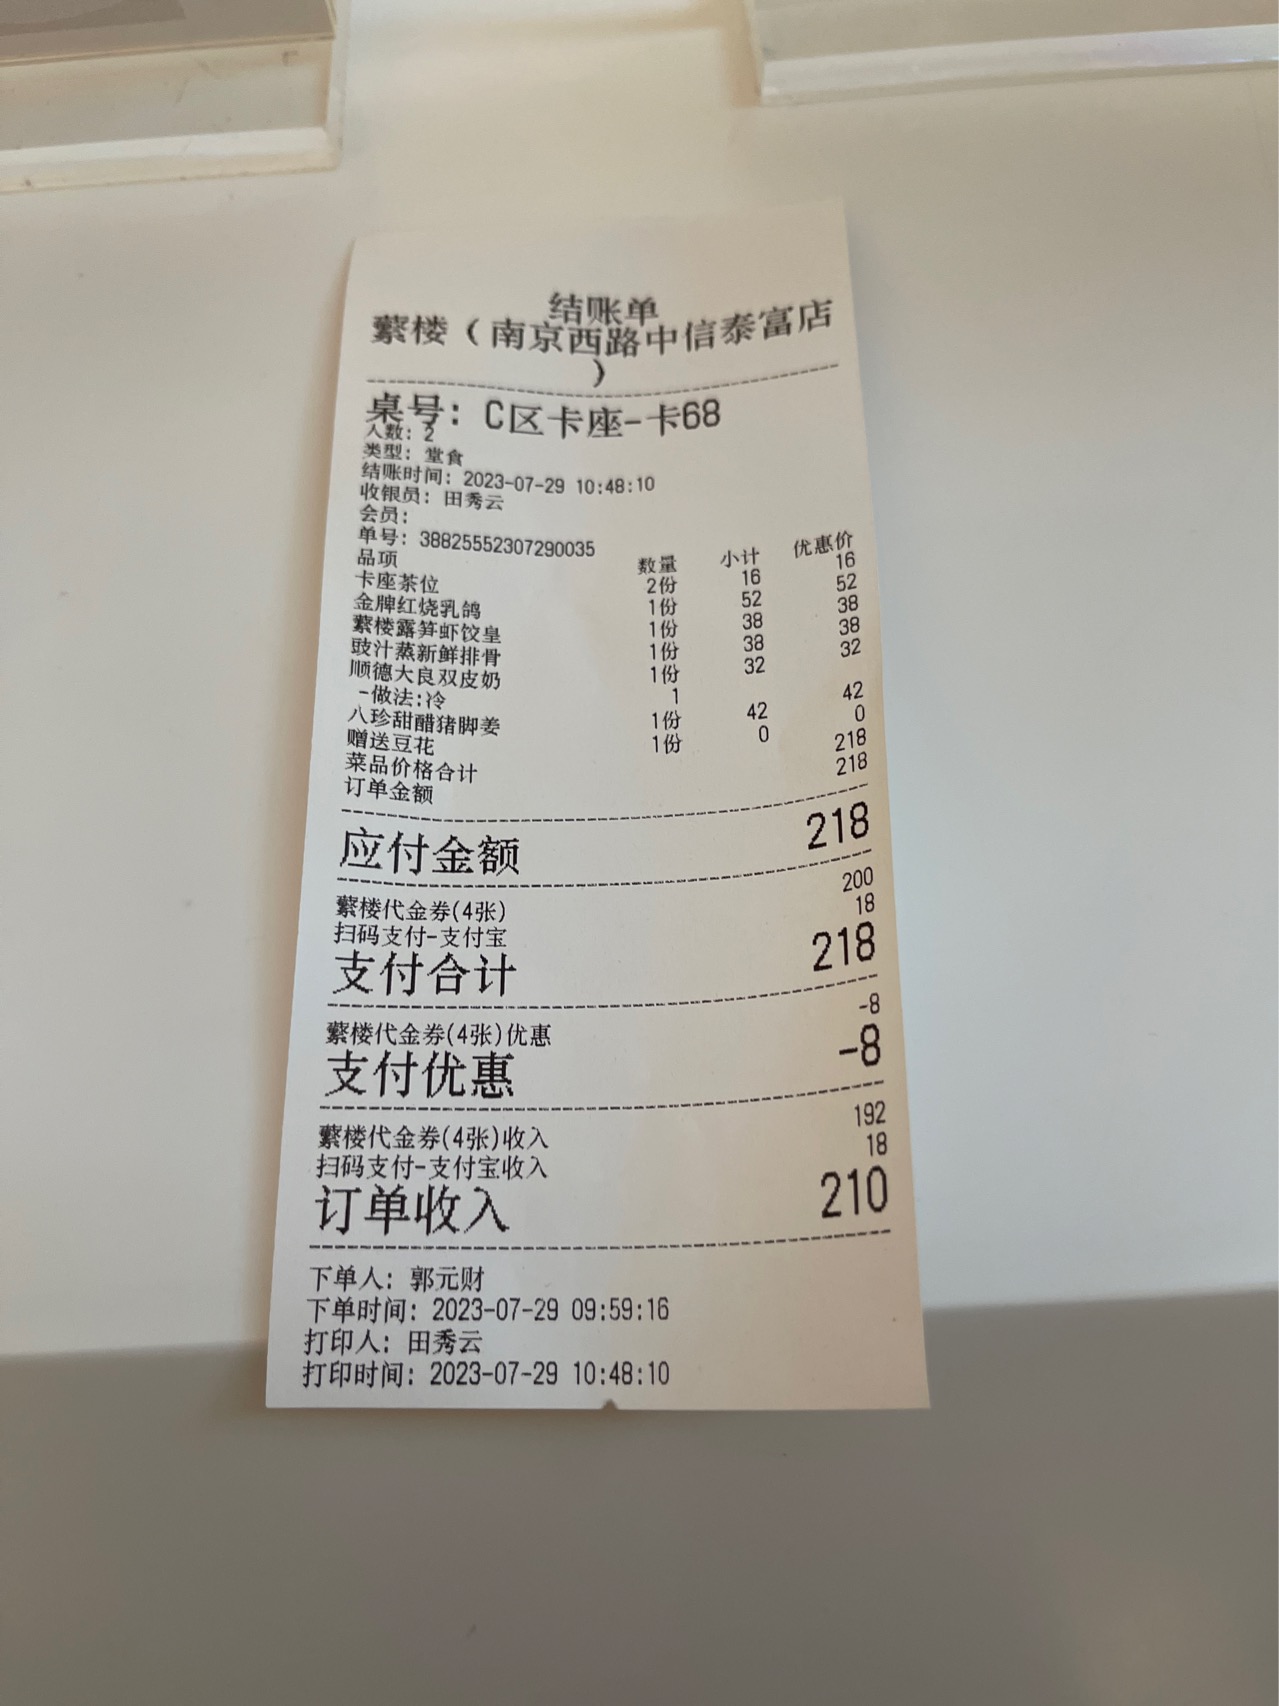 结账单
蘩楼（南京西路中信泰富店
）
桌号: C区卡座-卡68
人数: 2
类型: 堂食
结账时间: 2023-07-29 10:48:10
收银员: 田秀云
会员:
单号: 388255552307290035
品项 数量 小计 优惠价
卡座茶位 2份 16 16
金牌红烧乳鸽 1份 52 52
蘩楼露笋虾饺皇 1份 38 38
豉汁蒸新鲜排骨 1份 38 38
顺德大良双皮奶 1份 32 32
-做法:冷 1
八珍甜醋猪脚姜 1份 42 42
赠送豆花 1份 0 0
菜品价格合计 218
订单金额 218
应付金额 218
蘩楼代金券(4张) 200
扫码支付-支付宝 18
支付合计 218
蘩楼代金券(4张)优惠 -8
支付优惠 -8
蘩楼代金券(4张)收入 192
扫码支付-支付宝收入 18
订单收入 210
下单人: 郭元财
下单时间: 2023-07-29 09:59:16
打印人: 田秀云
打印时间: 2023-07-29 10:48:10